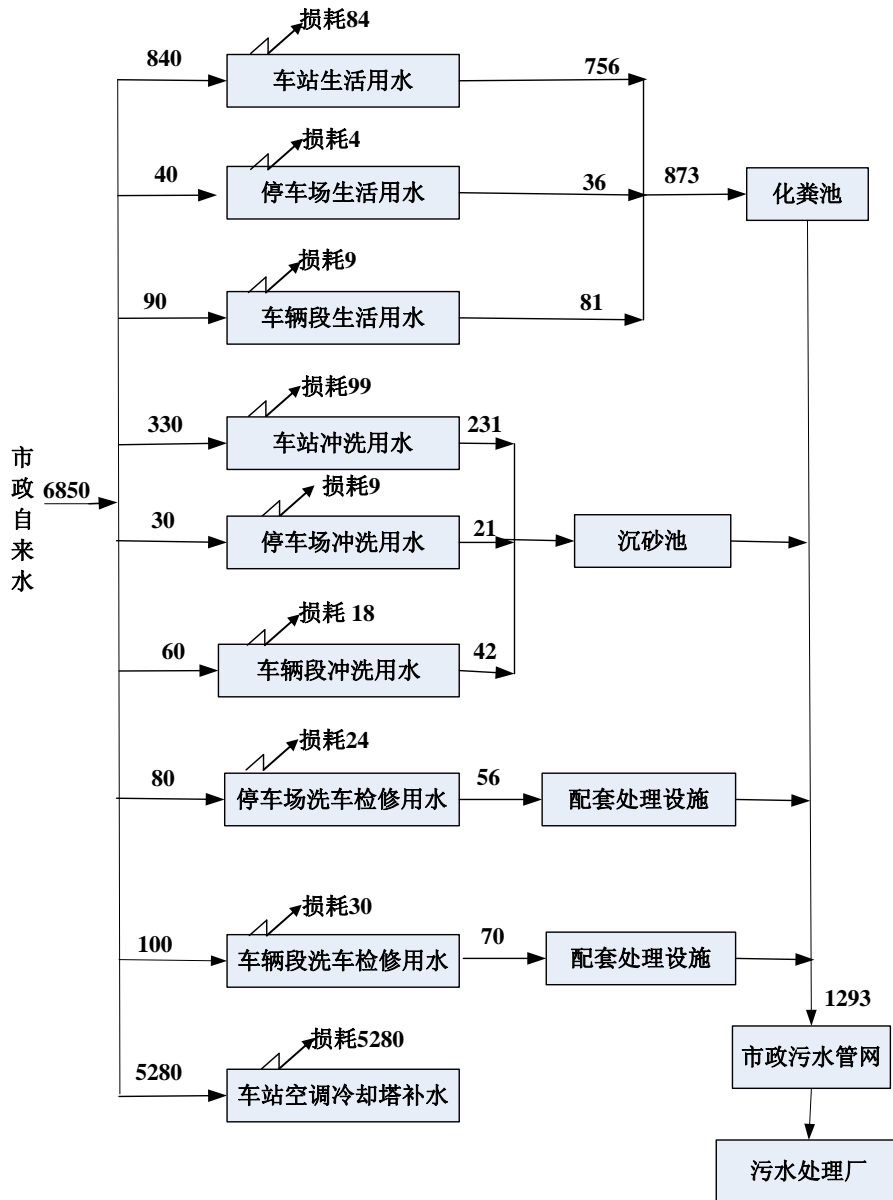 损耗84
840
车站生活用水
756
损耗4
40
停车场生活用水
36
873
化粪池
损耗9
90
车辆段生活用水
81
损耗99
330
车站冲洗用水
231
市政自来水
6850
损耗9
30
停车场冲洗用水
21
沉砂池
损耗 18
60
车辆段冲洗用水
42
损耗24
80
停车场洗车检修用水
56
配套处理设施
损耗30
100
车辆段洗车检修用水
70
配套处理设施
1293
市政污水管网
损耗5280
5280
车站空调冷却塔补水
污水处理厂